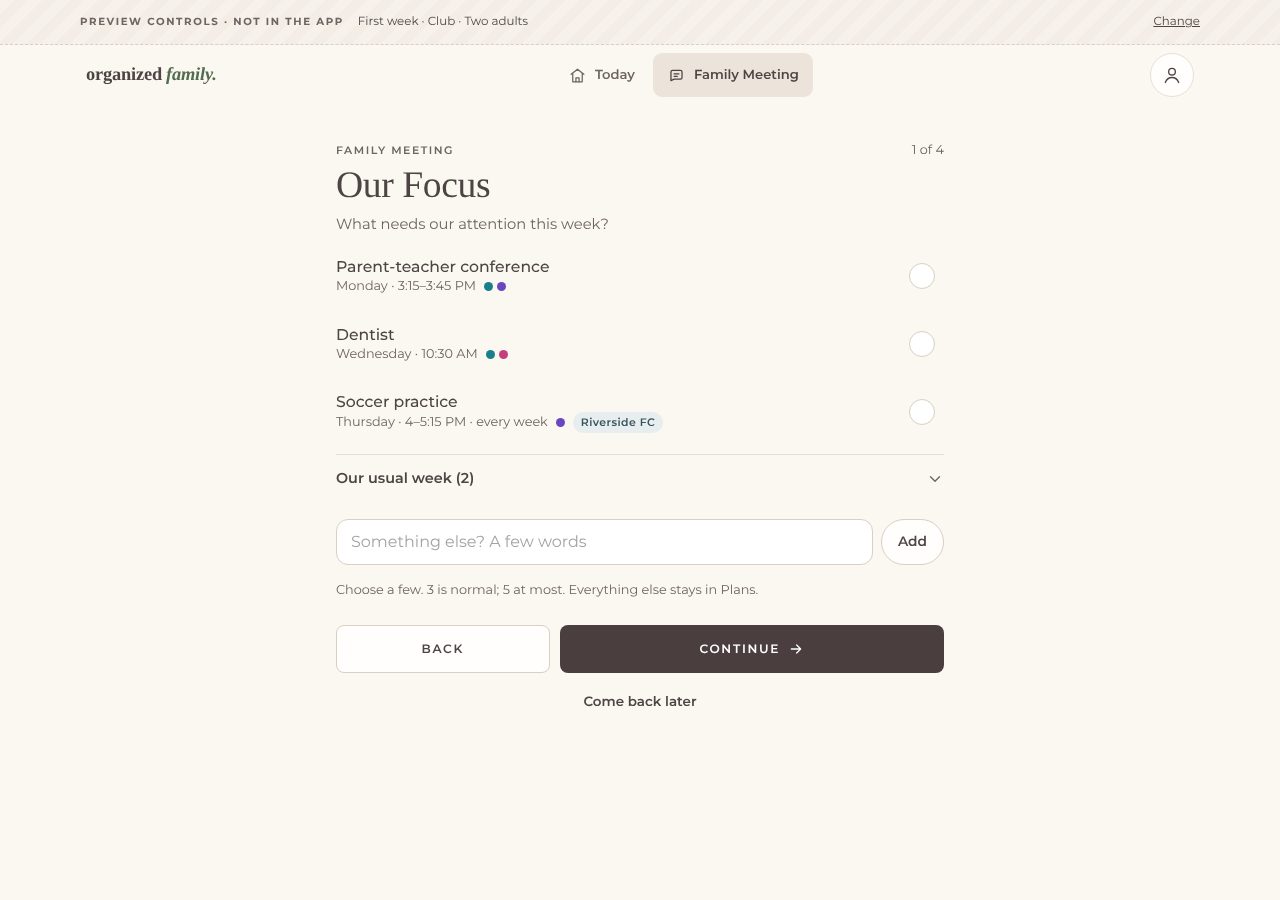 PREVIEW CONTROLS · NOT IN THE APP First week · Club · Two adults Change
organized family. Today Family Meeting
FAMILY MEETING 1 of 4
Our Focus
What needs our attention this week?
Parent-teacher conference
Monday · 3:15–3:45 PM
Dentist
Wednesday · 10:30 AM
Soccer practice
Thursday · 4–5:15 PM · every week Riverside FC
Our usual week (2)
Something else? A few words Add
Choose a few. 3 is normal; 5 at most. Everything else stays in Plans.
BACK CONTINUE →
Come back later